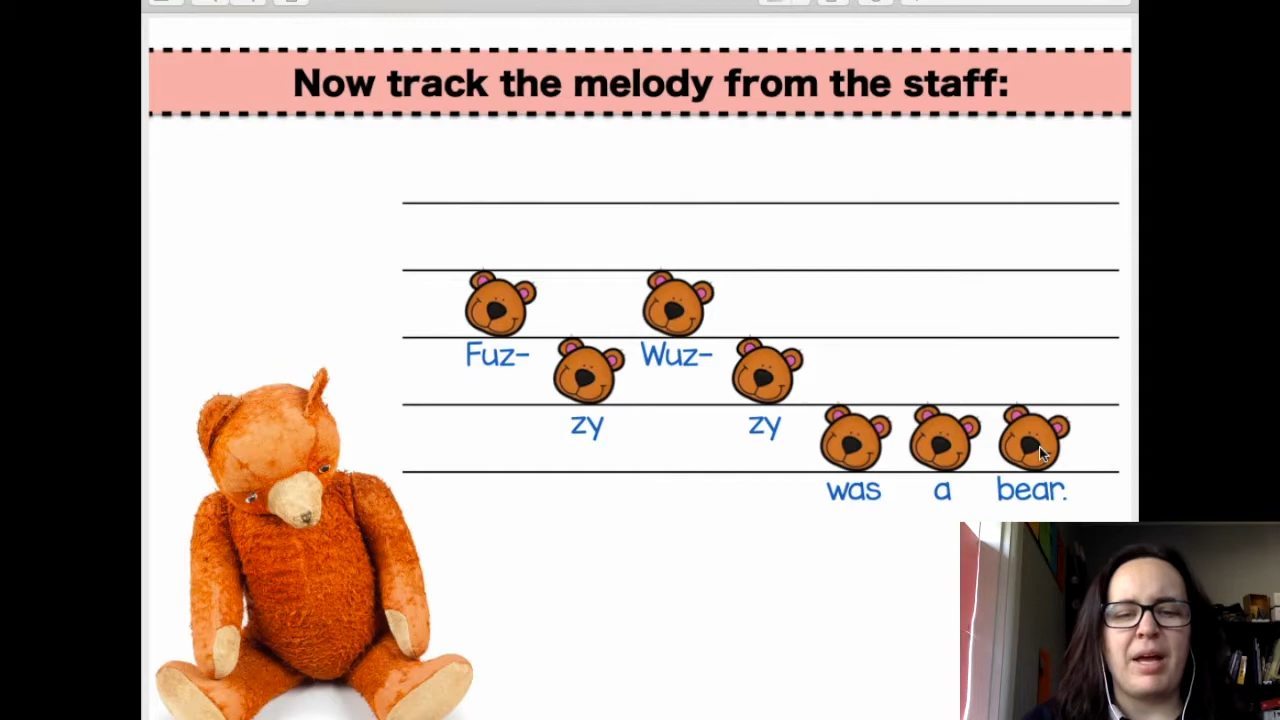 Now track the melody from the staff:
Fuz- Wuz-
zy zy
was a bear.